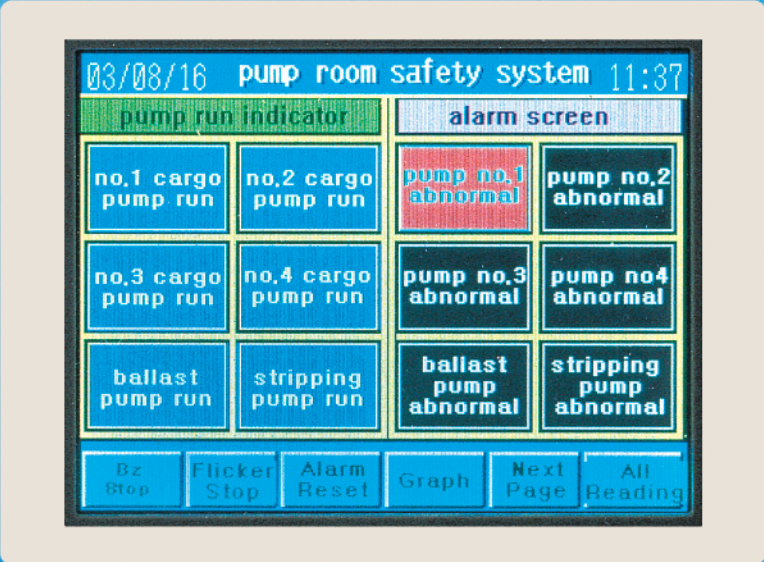 03/08/16 pump room safety system 11:37
pump run indicator
alarm screen
no.1 cargo
pump run
no.2 cargo
pump run
pump no.1
abnormal
pump no.2
abnormal
no.3 cargo
pump run
no.4 cargo
pump run
pump no.3
abnormal
pump no4
abnormal
ballast
pump run
stripping
pump run
ballast
pump
abnormal
stripping
pump
abnormal
Bz
Stop
Flicker
Stop
Alarm
Reset
Graph
Next
Page
All
Reading